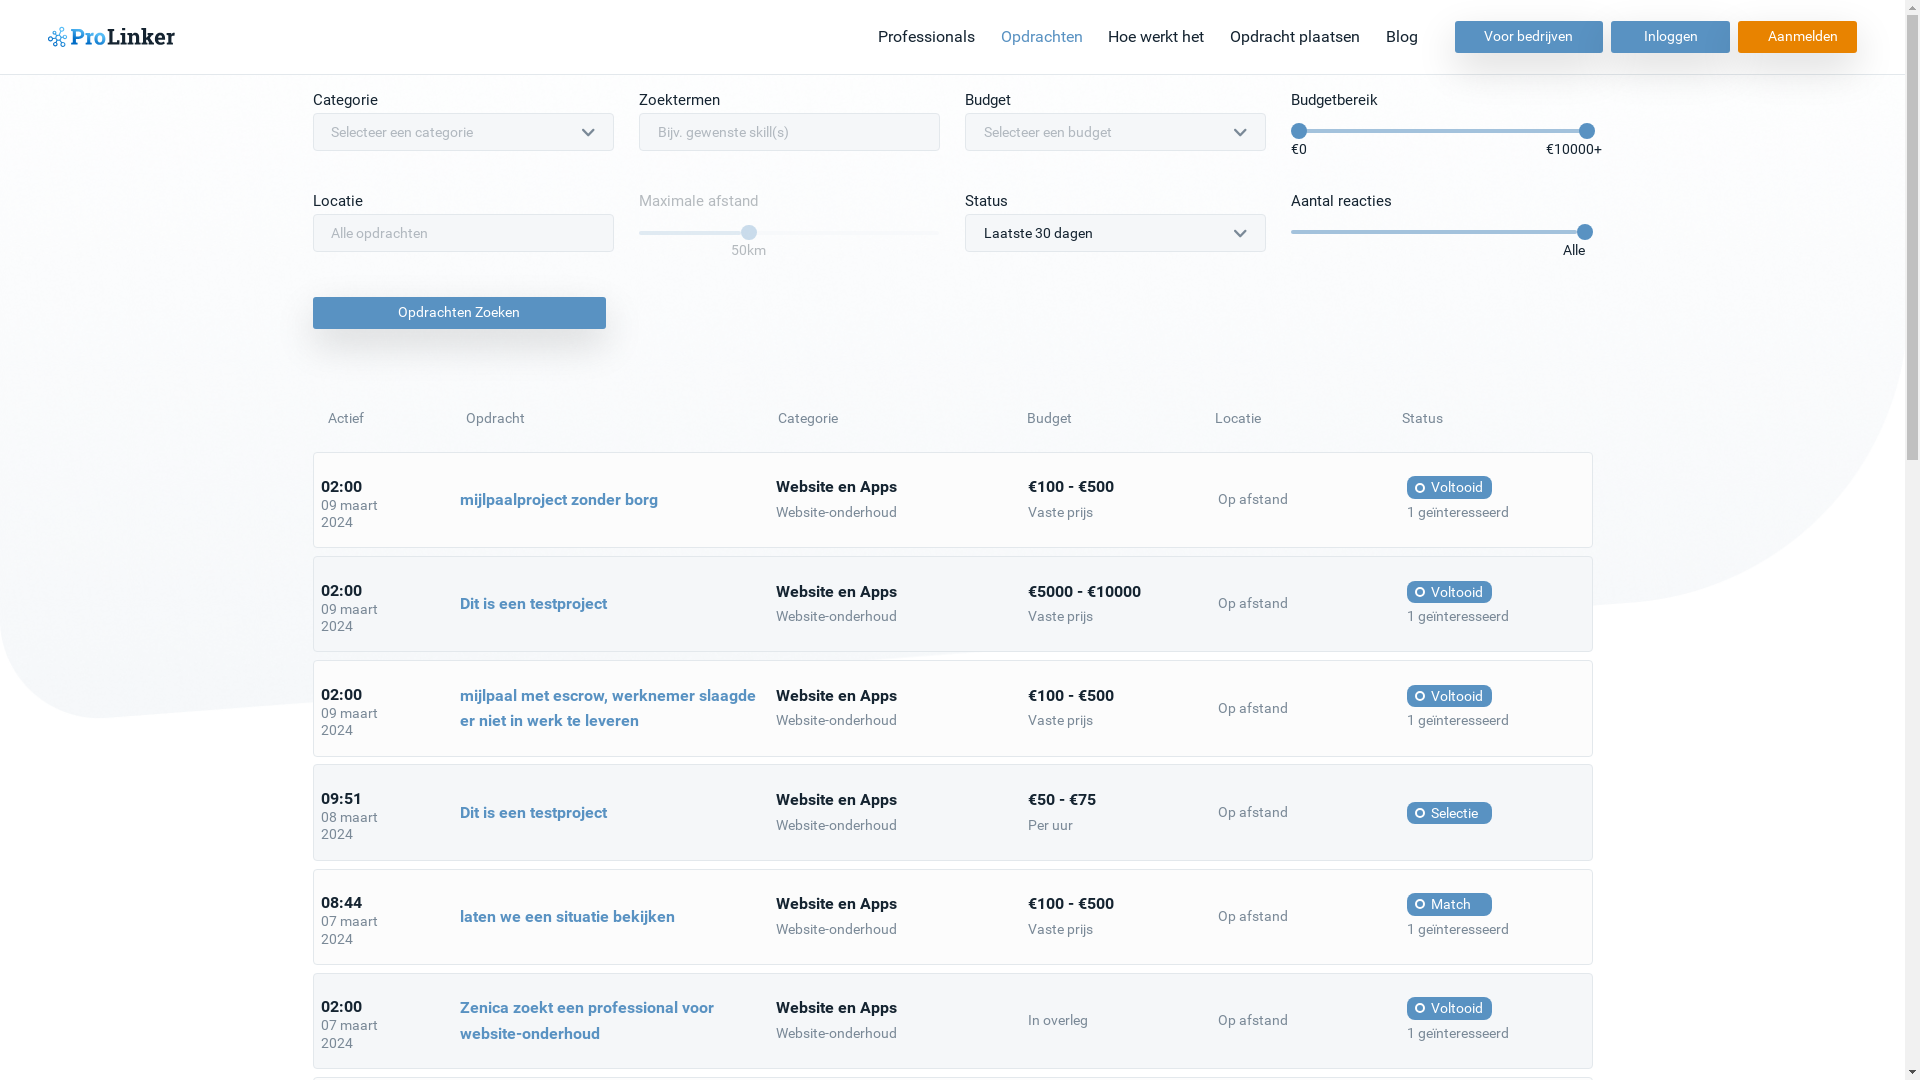 ProLinker
Professionals
Opdrachten
Hoe werkt het
Opdracht plaatsen
Blog
Voor bedrijven
Inloggen
Aanmelden
Categorie
Selecteer een categorie
Zoektermen
Bijv. gewenste skill(s)
Budget
Selecteer een budget
Budgetbereik
€0
€10000+
Locatie
Alle opdrachten
Maximale afstand
50km
Status
Laatste 30 dagen
Aantal reacties
Alle
Opdrachten Zoeken
Actief
Opdracht
Categorie
Budget
Locatie
Status
02:00
09 maart
2024
mijlpaalproject zonder borg
Website en Apps
Website-onderhoud
€100 - €500
Vaste prijs
Op afstand
Voltooid
1 geïnteresseerd
02:00
09 maart
2024
Dit is een testproject
Website en Apps
Website-onderhoud
€5000 - €10000
Vaste prijs
Op afstand
Voltooid
1 geïnteresseerd
02:00
09 maart
2024
mijlpaal met escrow, werknemer slaagde
er niet in werk te leveren
Website en Apps
Website-onderhoud
€100 - €500
Vaste prijs
Op afstand
Voltooid
1 geïnteresseerd
09:51
08 maart
2024
Dit is een testproject
Website en Apps
Website-onderhoud
€50 - €75
Per uur
Op afstand
Selectie
08:44
07 maart
2024
laten we een situatie bekijken
Website en Apps
Website-onderhoud
€100 - €500
Vaste prijs
Op afstand
Match
1 geïnteresseerd
02:00
07 maart
2024
Zenica zoekt een professional voor
website-onderhoud
Website en Apps
Website-onderhoud
In overleg
Op afstand
Voltooid
1 geïnteresseerd